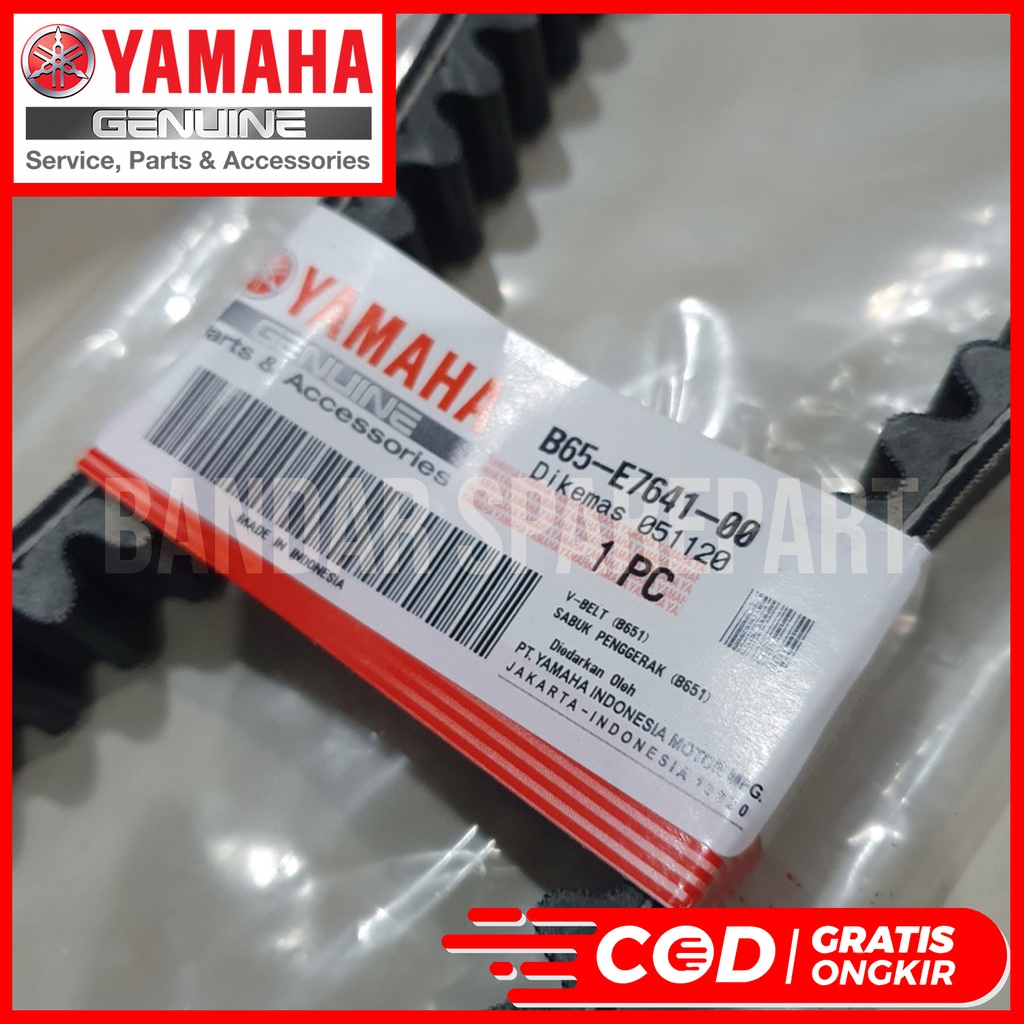 YAMAHA
GENUINE
Service, Parts & Accessories
YAMAHA
GENUINE
Parts & Accessories
MADE IN INDONESIA
B65-E7641-00
Dikemas 051120
1 PC
V-BELT (B651)
SABUK PENGGERAK (B651)
Diedarkan Oleh
PT. YAMAHA INDONESIA MOTOR MFG.
JAKARTA-INDONESIA 12920
BANDAR SPAREPART
COD
GRATIS
ONGKIR